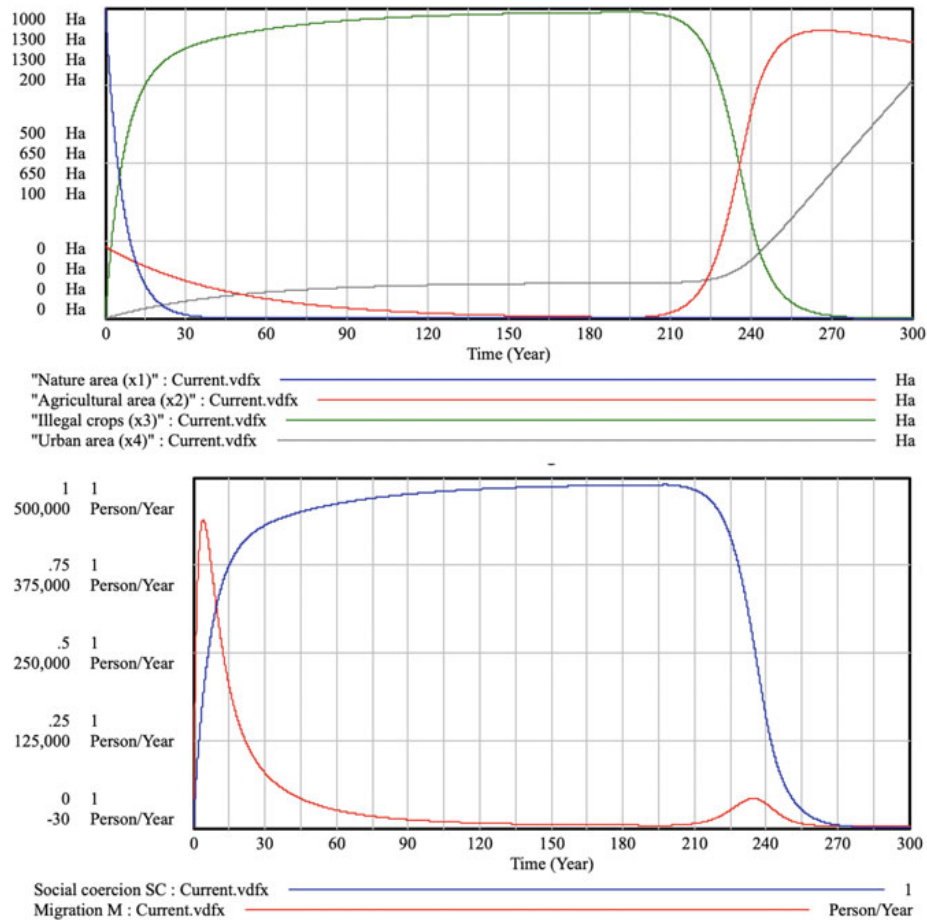 1000 Ha
1300 Ha
1300 Ha
200 Ha
500 Ha
650 Ha
650 Ha
100 Ha
0 Ha
0 Ha
0 Ha
0 Ha
0 30 60 90 120 150 180 210 240 270 300
Time (Year)
"Nature area (x1)" : Current.vdfx Ha
"Agricultural area (x2)" : Current.vdfx Ha
"Illegal crops (x3)" : Current.vdfx Ha
"Urban area (x4)" : Current.vdfx Ha
1 1
500,000 Person/Year
.75 1
375,000 Person/Year
.5 1
250,000 Person/Year
.25 1
125,000 Person/Year
0 1
-30 Person/Year
0 30 60 90 120 150 180 210 240 270 300
Time (Year)
Social coercion SC : Current.vdfx 1
Migration M : Current.vdfx Person/Year